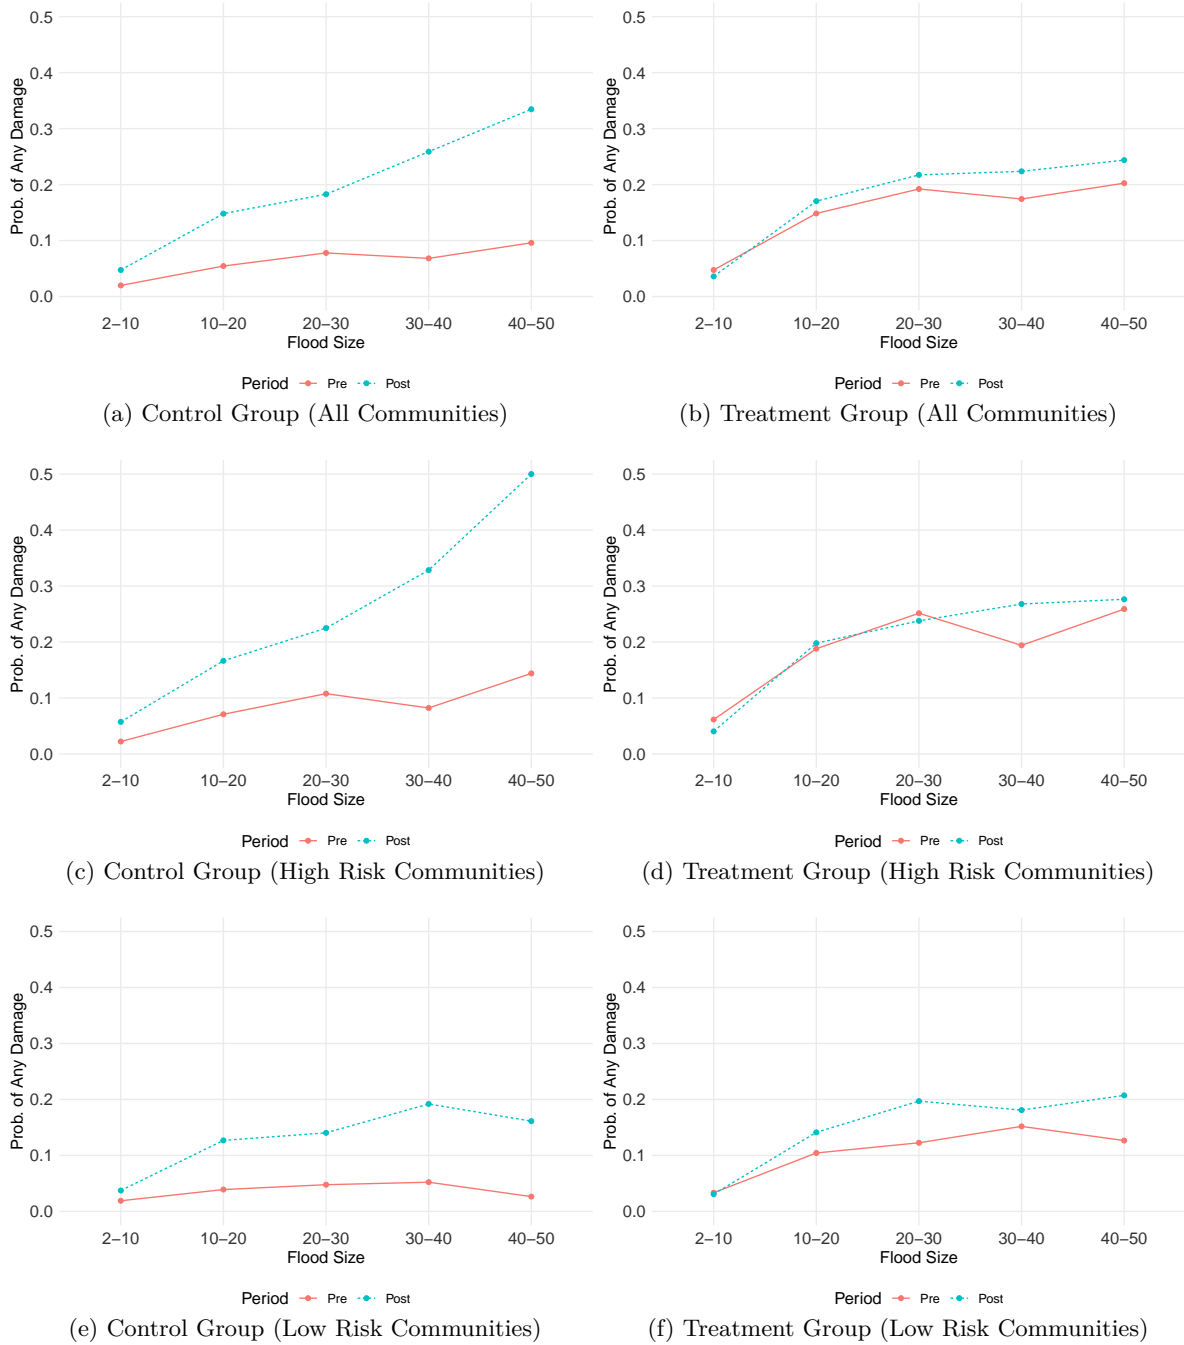 0.5
0.4
0.3
0.2
0.1
0.0
Prob. of Any Damage
2–10 10–20 20–30 30–40 40–50
Flood Size
Period Pre Post
(a) Control Group (All Communities)
0.5
0.4
0.3
0.2
0.1
0.0
Prob. of Any Damage
2–10 10–20 20–30 30–40 40–50
Flood Size
Period Pre Post
(b) Treatment Group (All Communities)
0.5
0.4
0.3
0.2
0.1
0.0
Prob. of Any Damage
2–10 10–20 20–30 30–40 40–50
Flood Size
Period Pre Post
(c) Control Group (High Risk Communities)
0.5
0.4
0.3
0.2
0.1
0.0
Prob. of Any Damage
2–10 10–20 20–30 30–40 40–50
Flood Size
Period Pre Post
(d) Treatment Group (High Risk Communities)
0.5
0.4
0.3
0.2
0.1
0.0
Prob. of Any Damage
2–10 10–20 20–30 30–40 40–50
Flood Size
Period Pre Post
(e) Control Group (Low Risk Communities)
0.5
0.4
0.3
0.2
0.1
0.0
Prob. of Any Damage
2–10 10–20 20–30 30–40 40–50
Flood Size
Period Pre Post
(f) Treatment Group (Low Risk Communities)